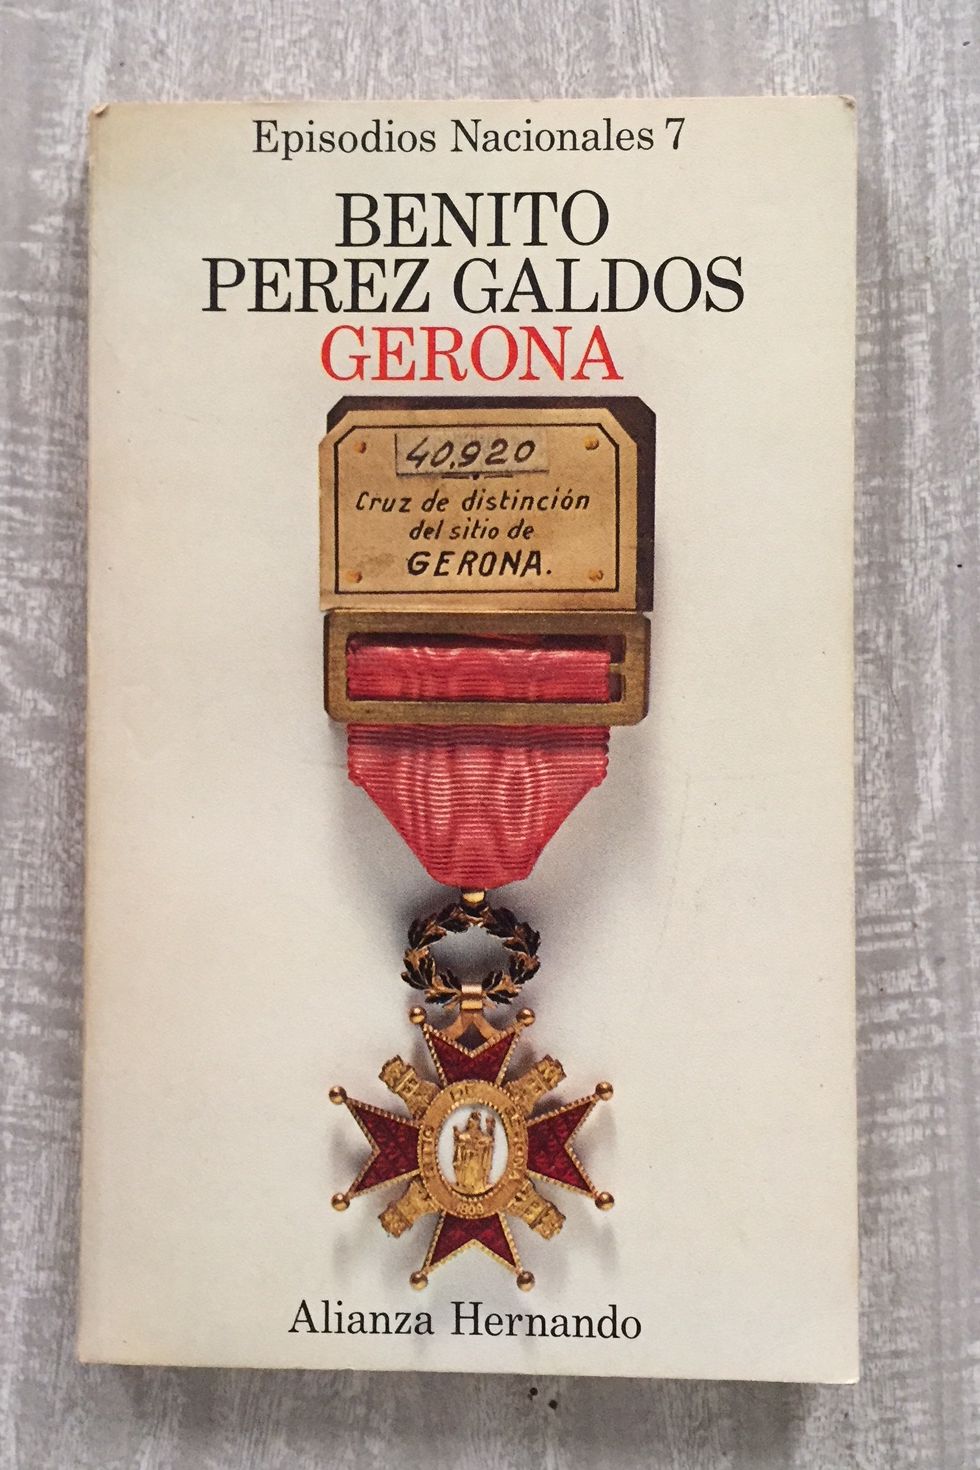 Episodios Nacionales 7
BENITO
PEREZ GALDOS
GERONA
40,920
Cruz de distinción
del sitio de
GERONA.
Alianza Hernando